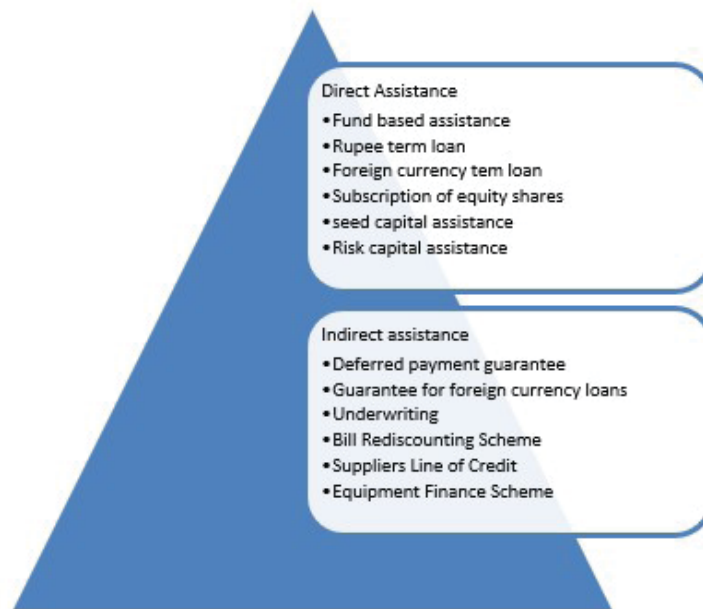 Direct Assistance
•Fund based assistance
•Rupee term loan
•Foreign currency tem loan
•Subscription of equity shares
•seed capital assistance
•Risk capital assistance
Indirect assistance
•Deferred payment guarantee
•Guarantee for foreign currency loans
•Underwriting
•Bill Rediscounting Scheme
•Suppliers Line of Credit
•Equipment Finance Scheme